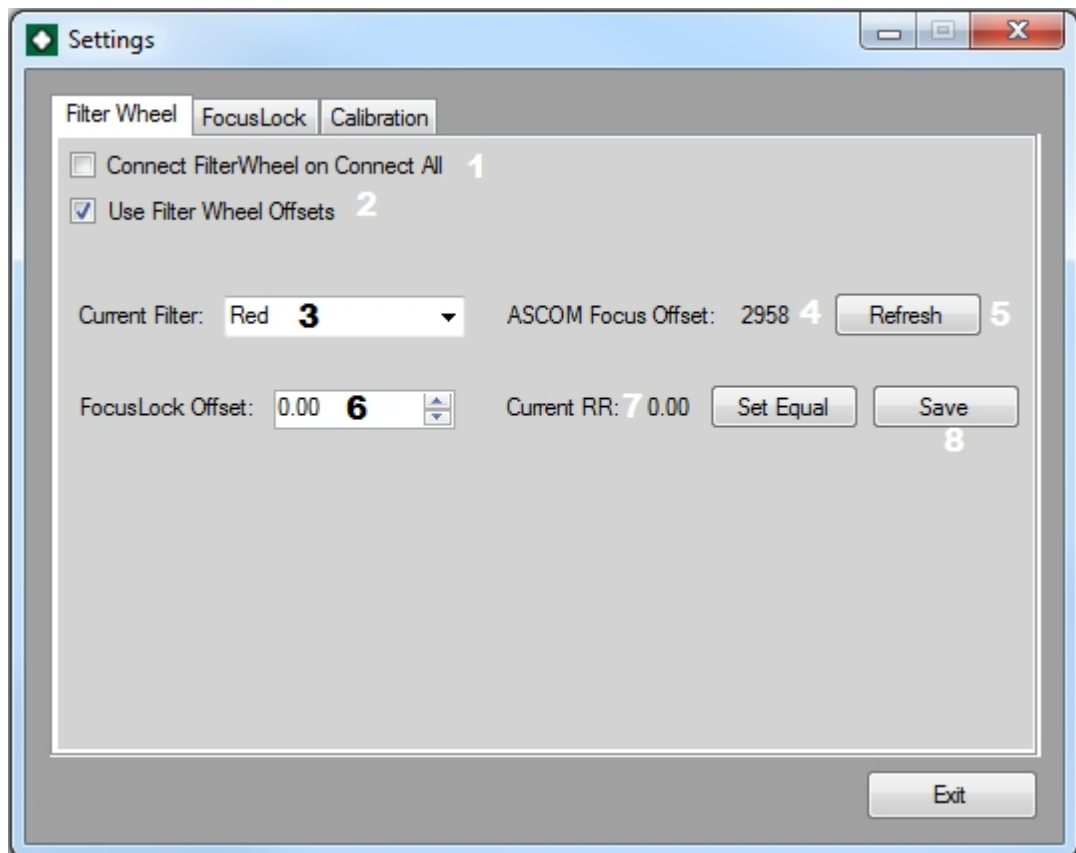 Settings
Filter Wheel FocusLock Calibration
Connect FilterWheel on Connect All 1
Use Filter Wheel Offsets 2
Current Filter: Red 3 ASCOM Focus Offset: 2958 4 Refresh 5
FocusLock Offset: 0.00 6 Current RR: 7 0.00 Set Equal Save
8
Exit